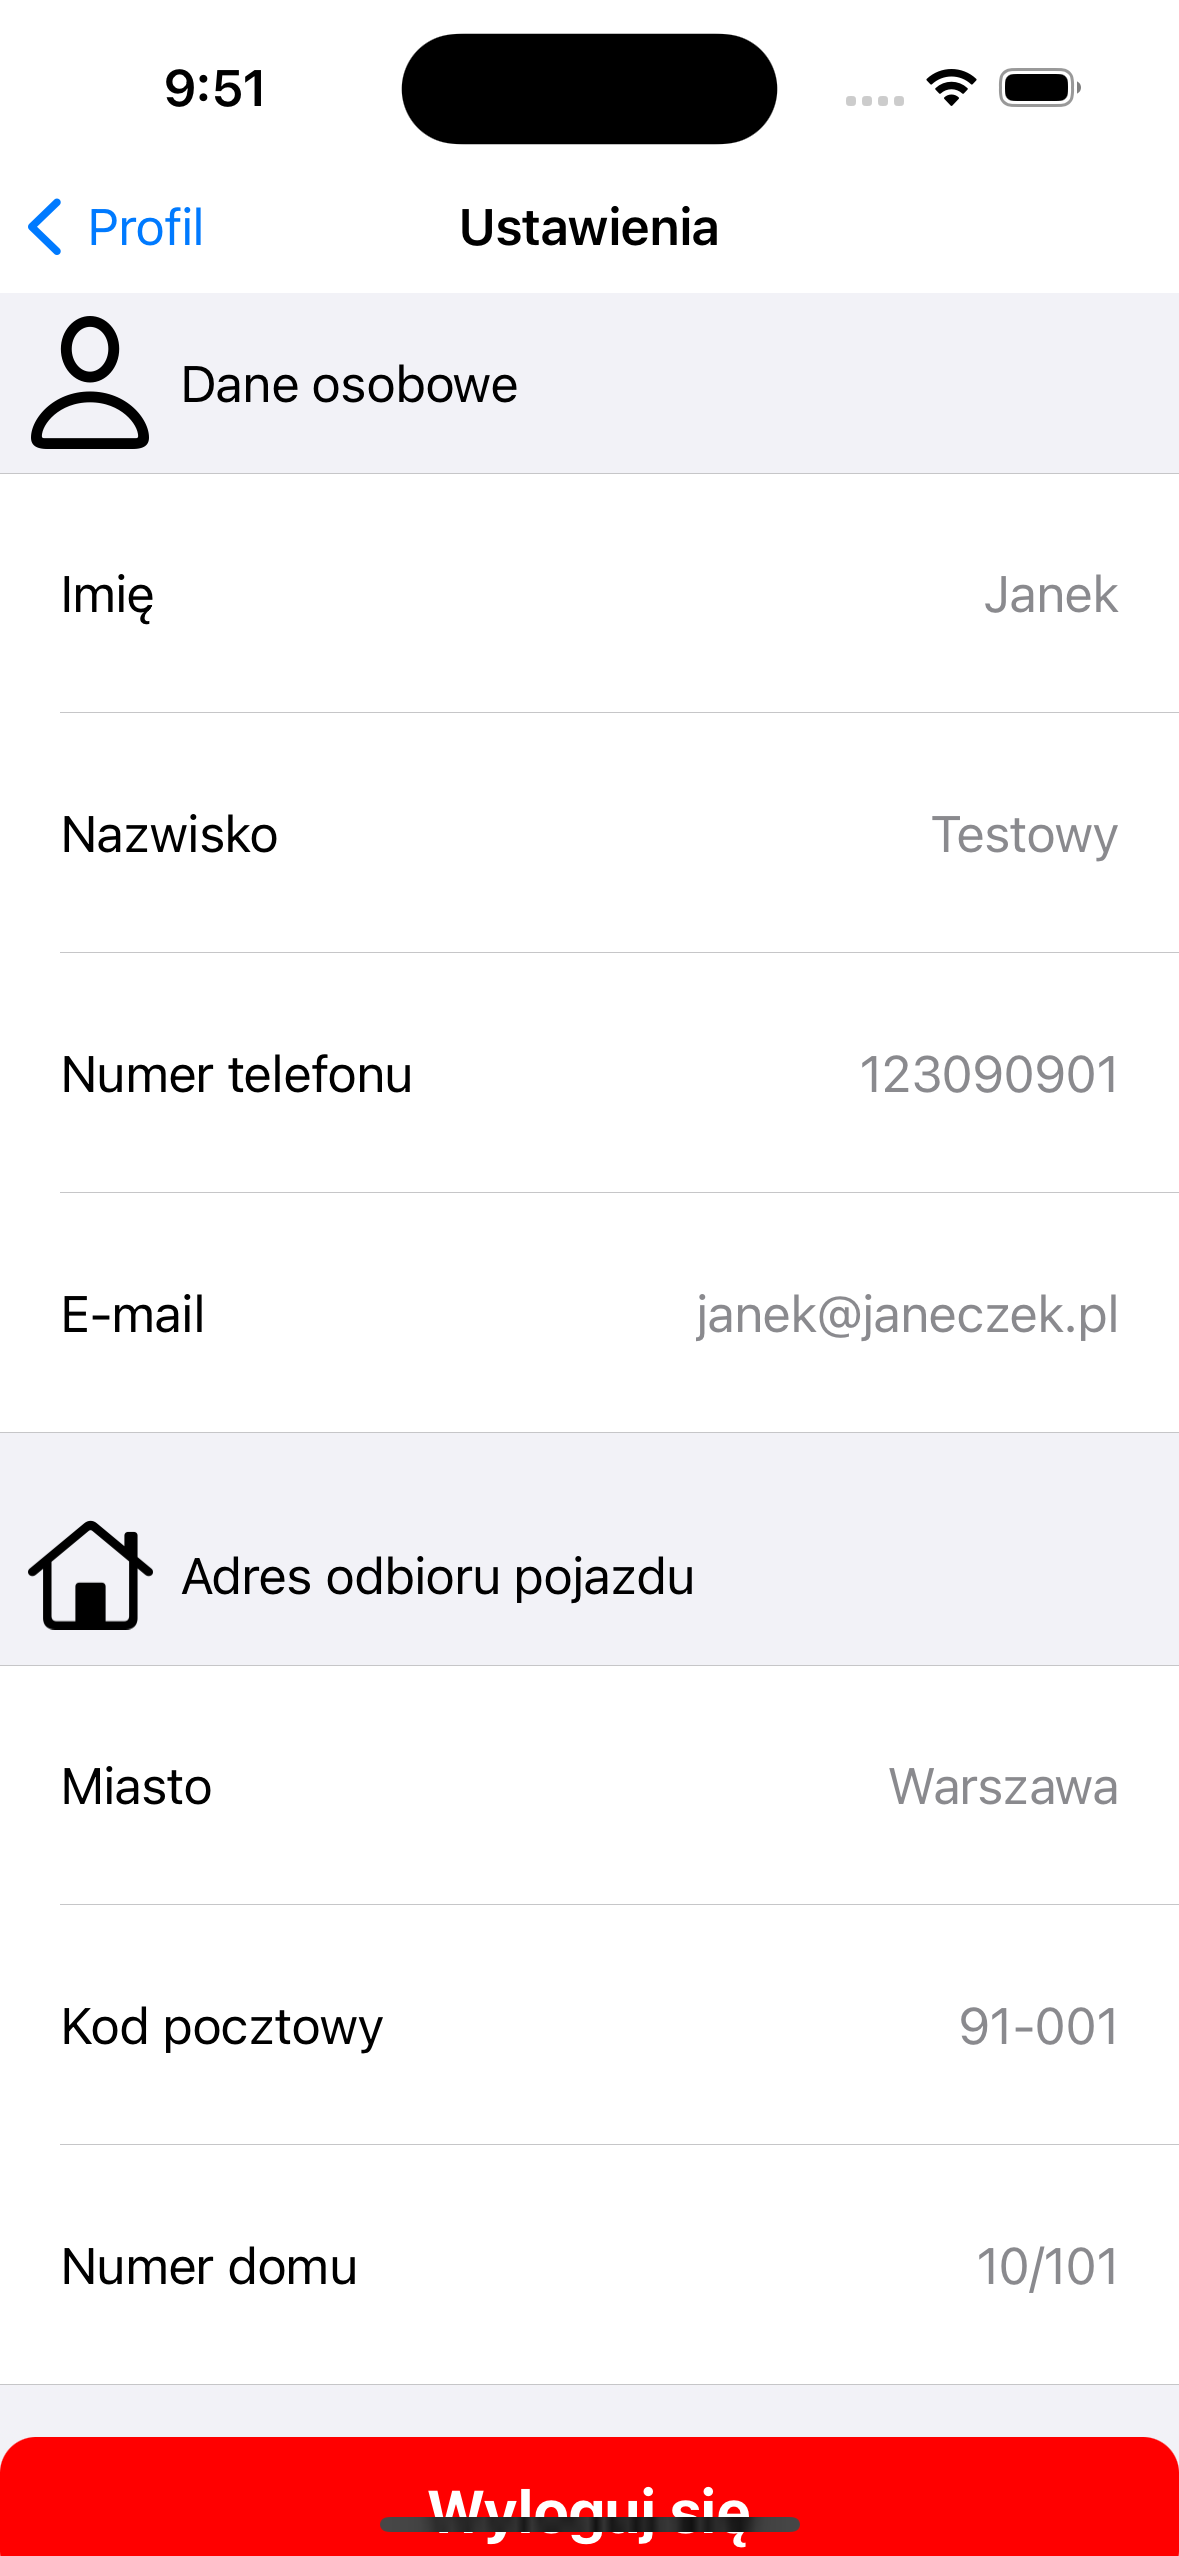 9:51
Profil
Ustawienia
Dane osobowe
Imię Janek
Nazwisko Testowy
Numer telefonu 123090901
E-mail janek@janeczek.pl
Adres odbioru pojazdu
Miasto Warszawa
Kod pocztowy 91-001
Numer domu 10/101
Wyloguj się